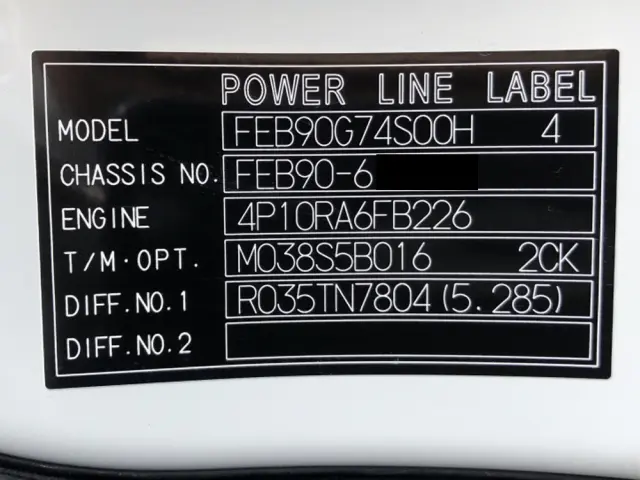 POWER LINE LABEL
MODEL FEB90G74S00H 4
CHASSIS NO. FEB90-6
ENGINE 4P10RA6FB226
T/M·OPT. M038S5B016 2CK
DIFF.NO.1 R035TN7804(5.285)
DIFF.NO.2